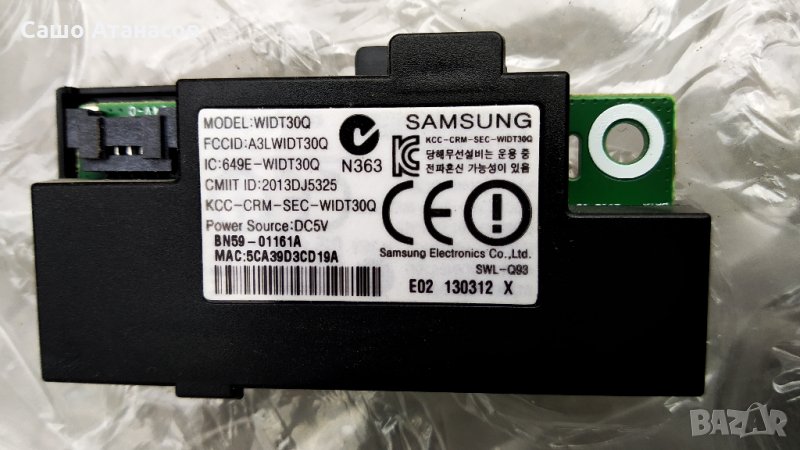 Сашо Атанасов
MODEL:WIDT30Q
FCCID:A3LWIDT30Q
IC:649E-WIDT30Q
CMIIT ID:2013DJ5325
KCC-CRM-SEC-WIDT30Q
Power Source:DC5V
BN59-01161A
MAC:5CA39D3CD19A
N363
SAMSUNG
KCC-CRM-SEC-WIDT30Q
당해무선설비는 운용 중
전파혼신 가능성이 있음
CE
Samsung Electronics Co.,Ltd.
SWL-Q93
E02 130312 X
BAZAR